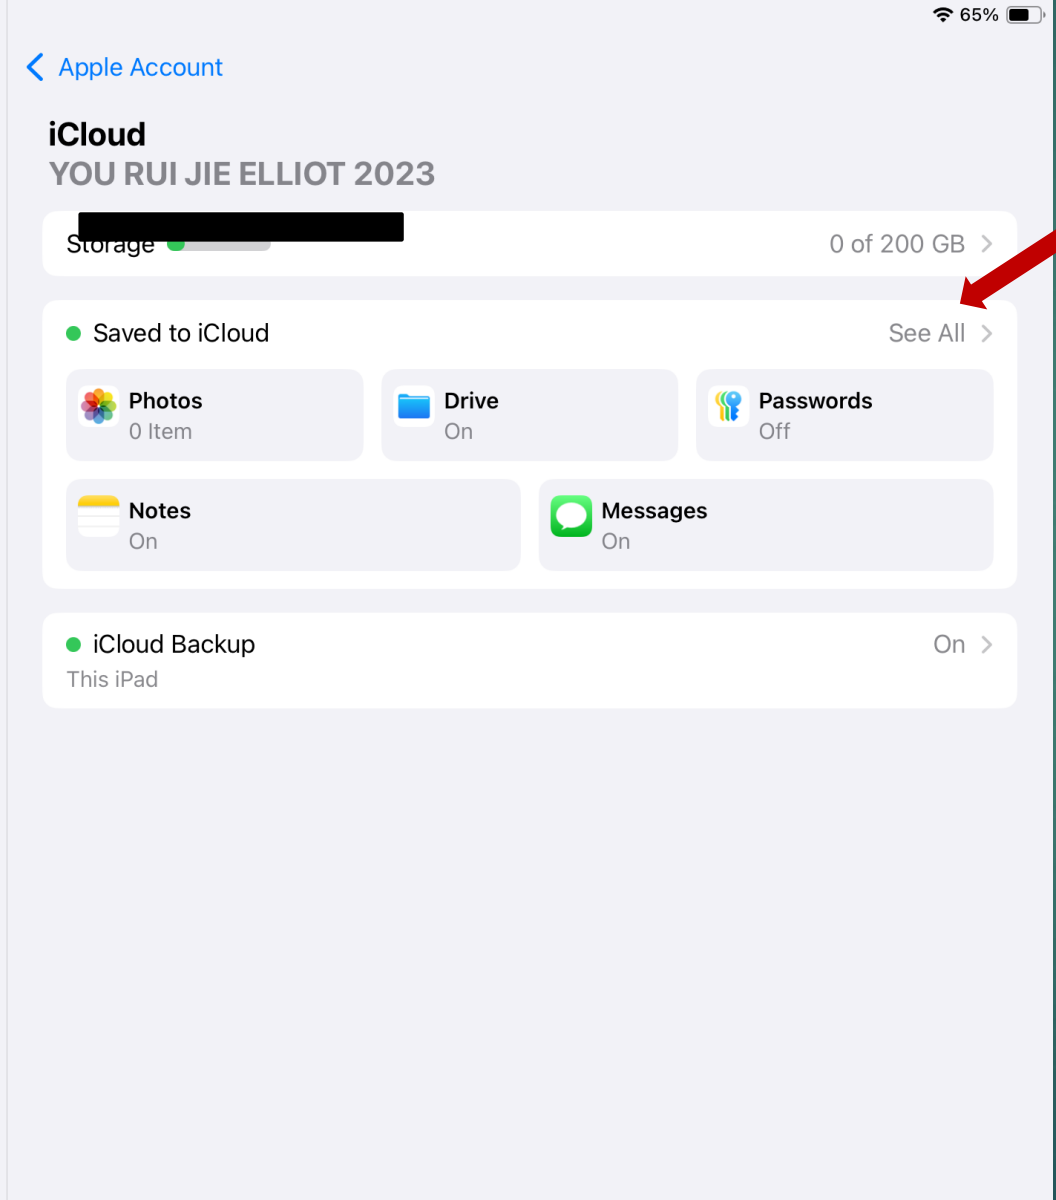 65%
Apple Account
iCloud
YOU RUI JIE ELLIOT 2023
Storage 0 of 200 GB
Saved to iCloud See All
Photos
0 Item
Drive
On
Passwords
Off
Notes
On
Messages
On
iCloud Backup On
This iPad